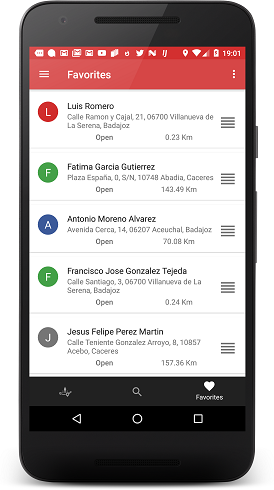 19:01
Favorites
Luis Romero
Calle Ramon y Cajal, 21, 06700 Villanueva de
La Serena, Badajoz
Open 0.23 Km
F
Fatima Garcia Gutierrez
Plaza España, 0, S/N, 10748 Abadia, Caceres
Open 143.49 Km
A
Antonio Moreno Alvarez
Avenida Cerca, 14, 06207 Aceuchal, Badajoz
Open 70.08 Km
F
Francisco Jose Gonzalez Tejeda
Calle Santiago, 3, 06700 Villanueva de La
Serena, Badajoz
Open 0.24 Km
J
Jesus Felipe Perez Martin
Calle Teniente Gonzalez Arroyo, 8, 10857
Acebo, Caceres
Open 157.36 Km
Favorites